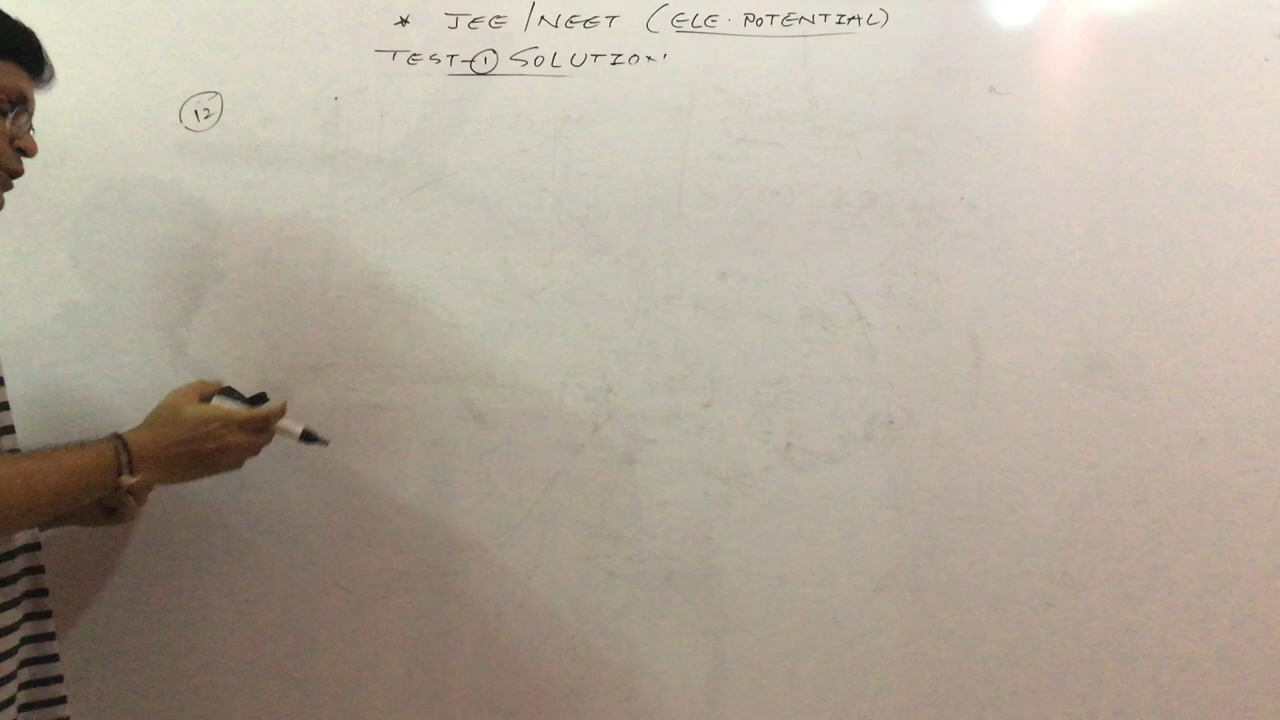 * JEE/NEET (ELE. POTENTIAL)
TEST-① SOLUTION
⑫